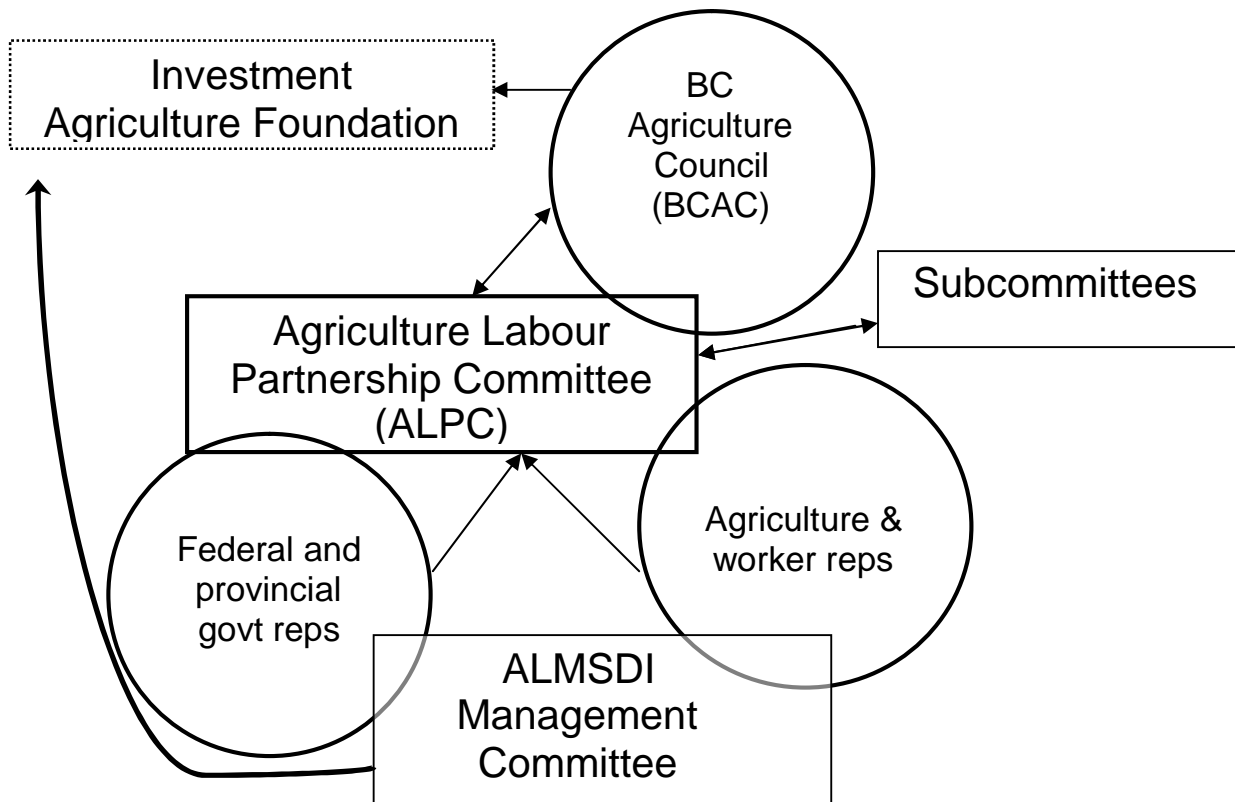 Investment
Agriculture Foundation
BC
Agriculture
Council
(BCAC)
Subcommittees
Agriculture Labour
Partnership Committee
(ALPC)
Agriculture &
worker reps
Federal and
provincial
govt reps
ALMSDI
Management
Committee